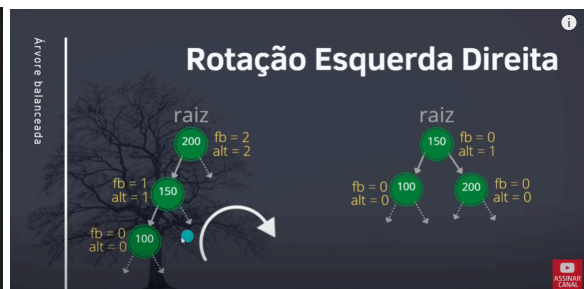 Árvore balanceada
Rotação Esquerda Direita
raiz
200
fb = 2
alt = 2
fb = 1
alt = 1
150
fb = 0
alt = 0
100
raiz
150
fb = 0
alt = 1
fb = 0
alt = 0
100
200
fb = 0
alt = 0
ASSINAR
CANAL